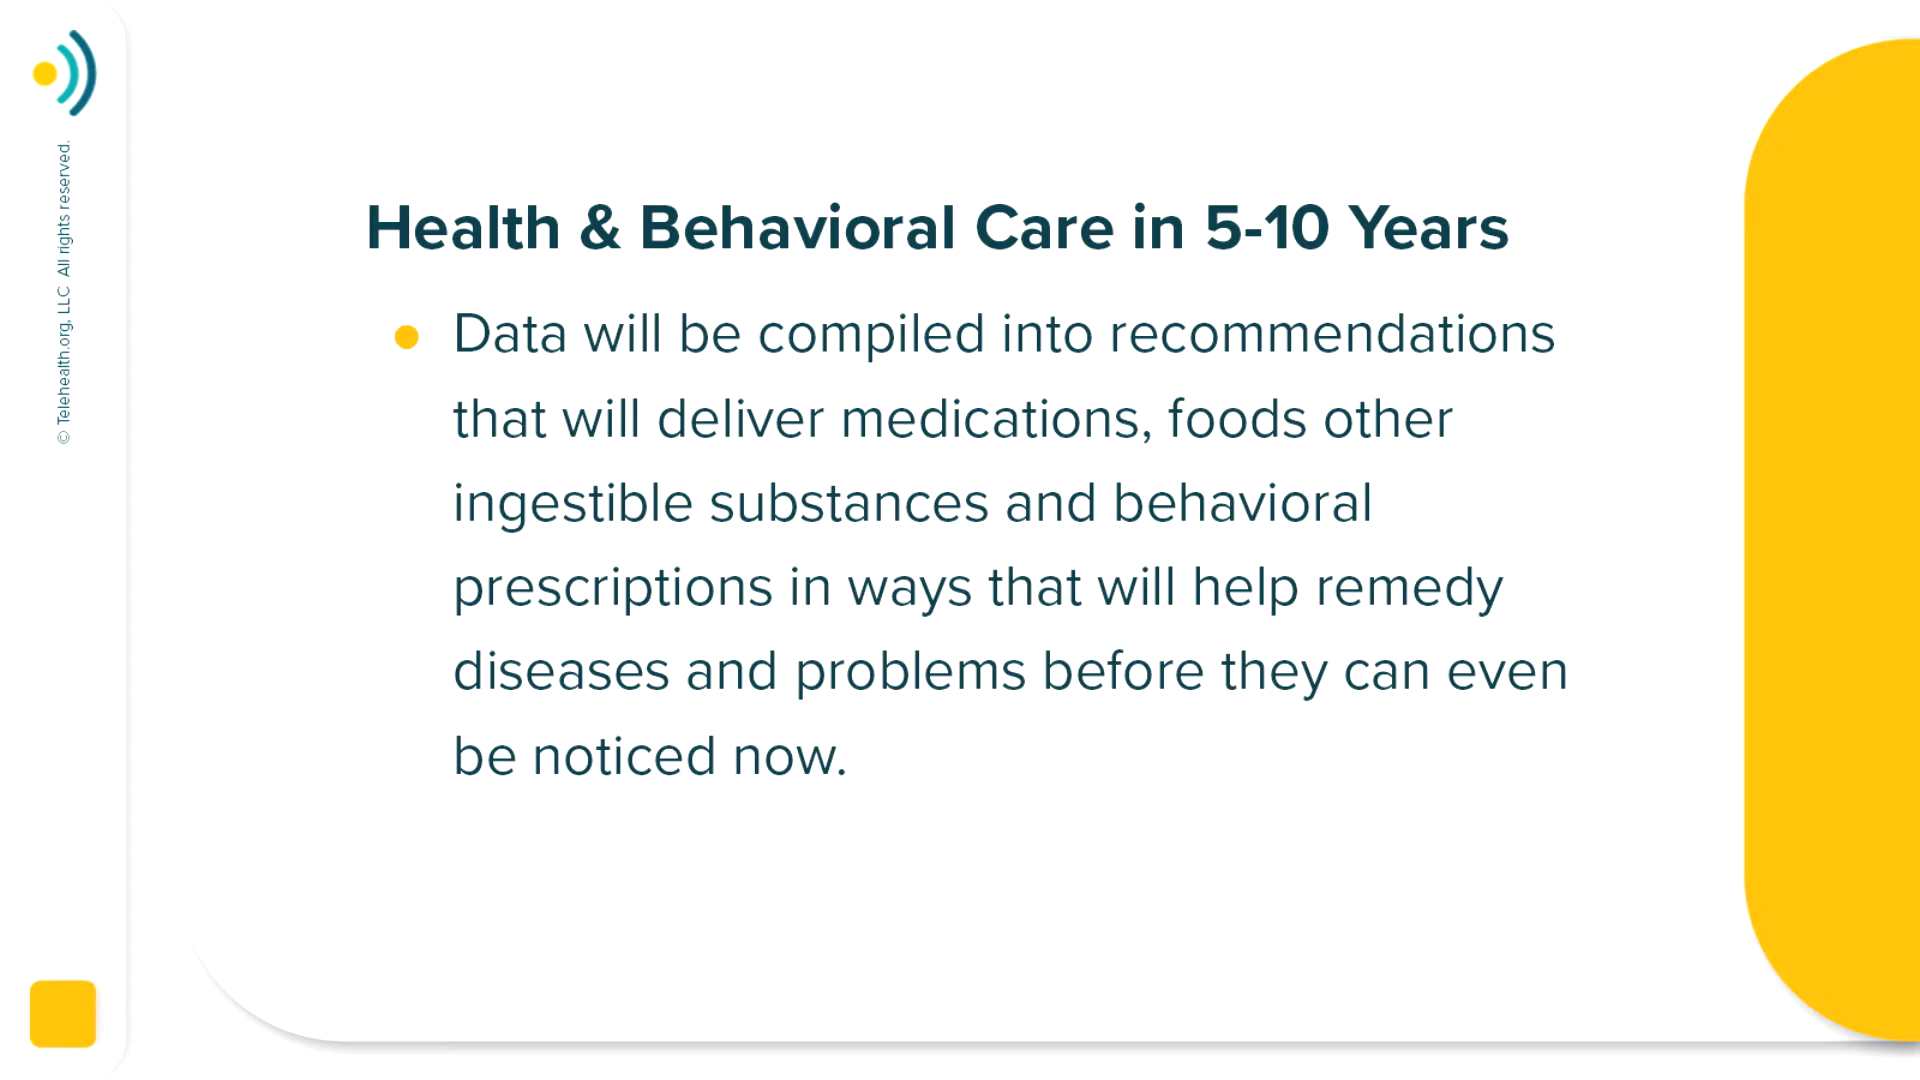 © Telehealth.org, LLC All rights reserved.
Health & Behavioral Care in 5-10 Years
Data will be compiled into recommendations
that will deliver medications, foods other
ingestible substances and behavioral
prescriptions in ways that will help remedy
diseases and problems before they can even
be noticed now.